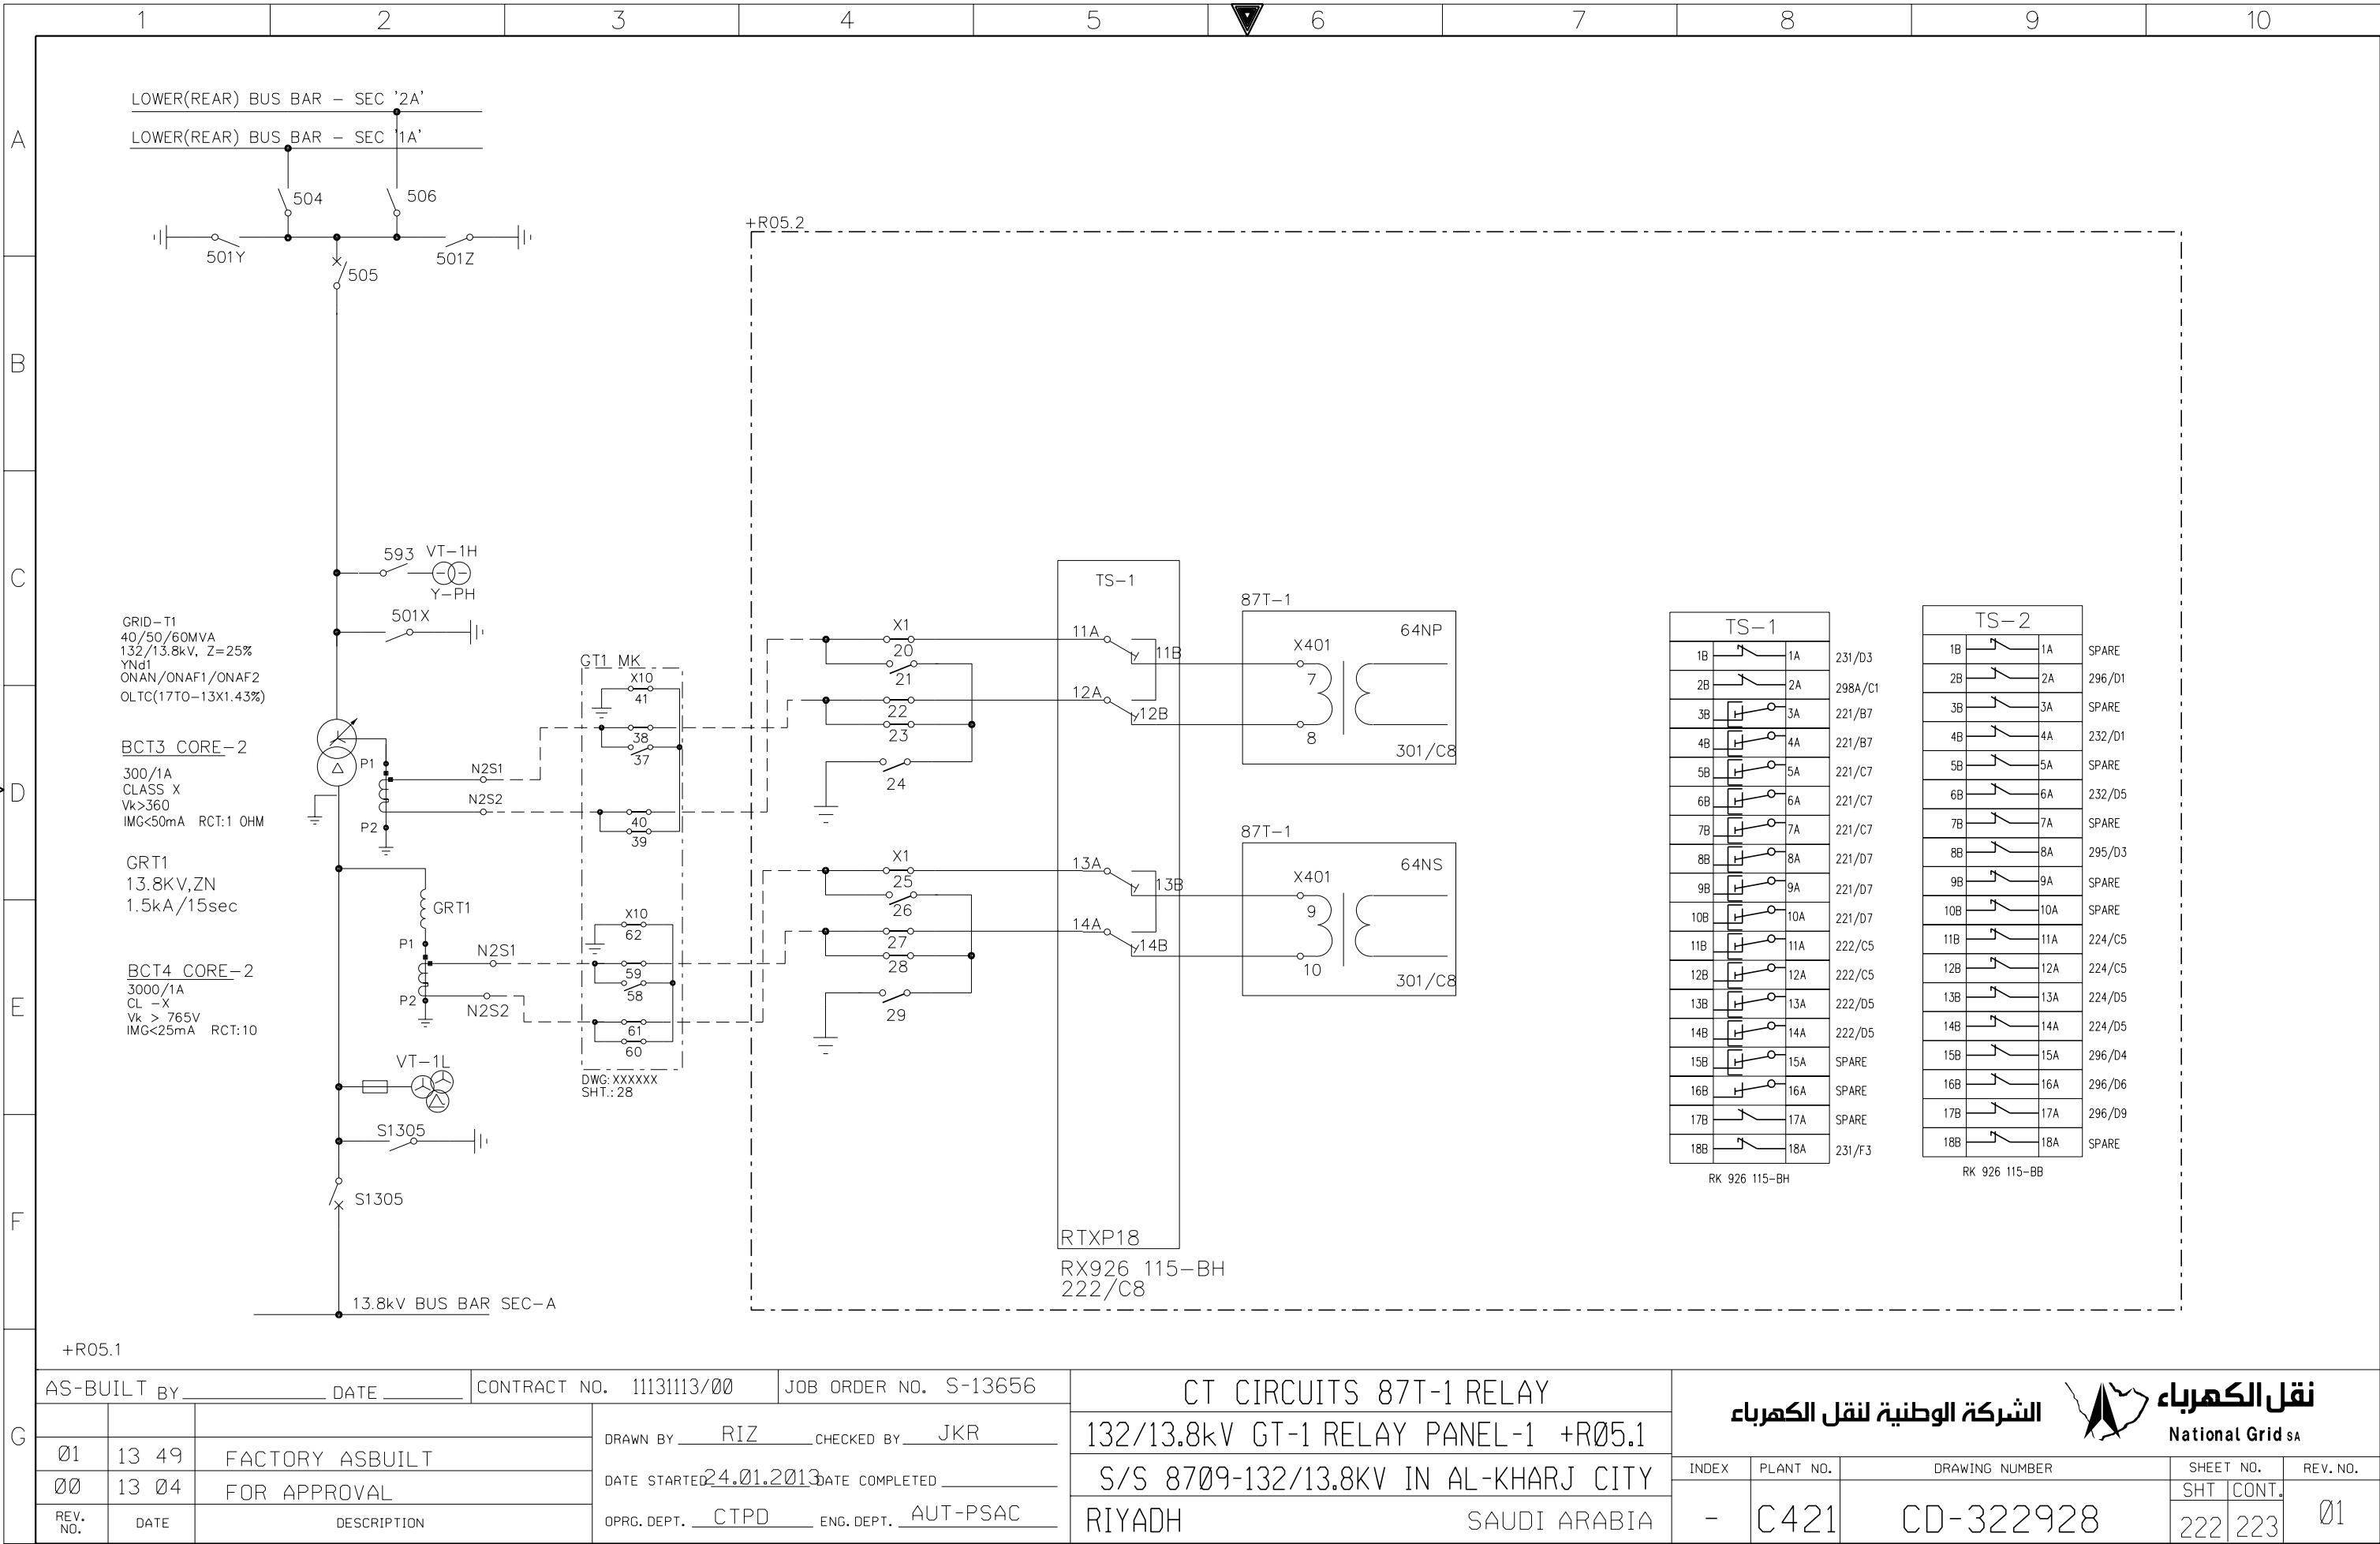 1 2 3 4 5 6 7 8 9 10
A
B
C
D
E
F
G
LOWER(REAR) BUS BAR - SEC '2A'
LOWER(REAR) BUS BAR - SEC '1A'
504
506
501Y
501Z
505
+R05.2
593 VT-1H
Y-PH
501X
GRID-T1
40/50/60MVA
132/13.8kV, Z=25%
YNd1
ONAN/ONAF1/ONAF2
OLTC(17TO-13X1.43%)
BCT3 CORE-2
300/1A
CLASS X
Vk>360
IMG<50mA RCT:1 OHM
P1
P2
N2S1
N2S2
GRT1
13.8KV,ZN
1.5kA/15sec
GRT1
BCT4 CORE-2
3000/1A
CL -X
Vk > 765V
IMG<25mA RCT:10
P1
P2
N2S1
N2S2
VT-1L
S1305
S1305
13.8kV BUS BAR SEC-A
+R05.1
GT1 MK
X10
41
38
37
40
39
X10
62
59
58
61
60
DWG:XXXXXX
SHT.:28
X1
20
21
22
23
24
X1
25
26
27
28
29
TS-1
11A
11B
12A
12B
13A
13B
14A
14B
RTXP18
RX926 115-BH
222/C8
87T-1
X401
64NP
7
8
301/C8
87T-1
X401
64NS
9
10
301/C8
TS-1
1B 1A 231/D3
2B 2A 298A/C1
3B 3A 221/B7
4B 4A 221/B7
5B 5A 221/C7
6B 6A 221/C7
7B 7A 221/C7
8B 8A 221/D7
9B 9A 221/D7
10B 10A 221/D7
11B 11A 222/C5
12B 12A 222/C5
13B 13A 222/D5
14B 14A 222/D5
15B 15A SPARE
16B 16A SPARE
17B 17A SPARE
18B 18A 231/F3
RK 926 115-BH
TS-2
1B 1A SPARE
2B 2A 296/D1
3B 3A SPARE
4B 4A 232/D1
5B 5A SPARE
6B 6A 232/D5
7B 7A SPARE
8B 8A 295/D3
9B 9A SPARE
10B 10A SPARE
11B 11A 224/C5
12B 12A 224/C5
13B 13A 224/D5
14B 14A 224/D5
15B 15A 296/D4
16B 16A 296/D6
17B 17A 296/D9
18B 18A SPARE
RK 926 115-BB
AS-BUILT BY DATE
CONTRACT NO. 11131113/00
JOB ORDER NO. S-13656
01 13 49 FACTORY ASBUILT
00 13 04 FOR APPROVAL
REV. NO. DATE DESCRIPTION
DRAWN BY RIZ CHECKED BY JKR
DATE STARTED 24.01.2013 DATE COMPLETED
OPRG. DEPT. CTPD ENG. DEPT. AUT-PSAC
CT CIRCUITS 87T-1 RELAY
132/13.8kV GT-1 RELAY PANEL-1 +R05.1
S/S 8709-132/13.8KV IN AL-KHARJ CITY
RIYADH SAUDI ARABIA
الشركة الوطنية لنقل الكهرباء
نقل الكهرباء
National Grid SA
INDEX PLANT NO. DRAWING NUMBER SHEET NO. REV. NO.
SHT CONT.
- C421 CD-322928 222 223 01